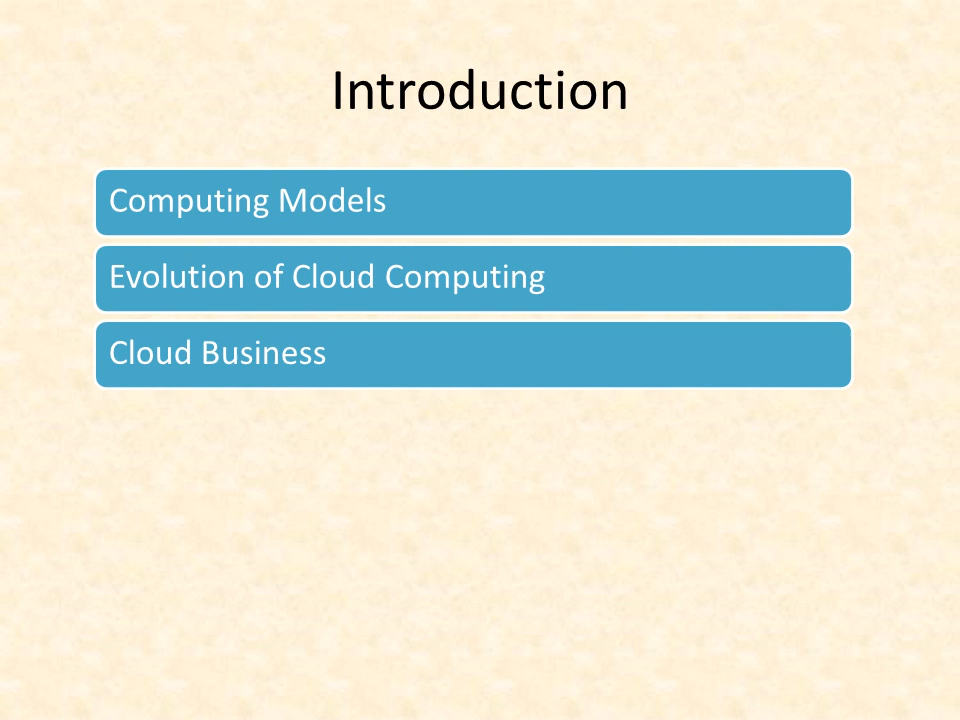 Introduction
Computing Models
Evolution of Cloud Computing
Cloud Business